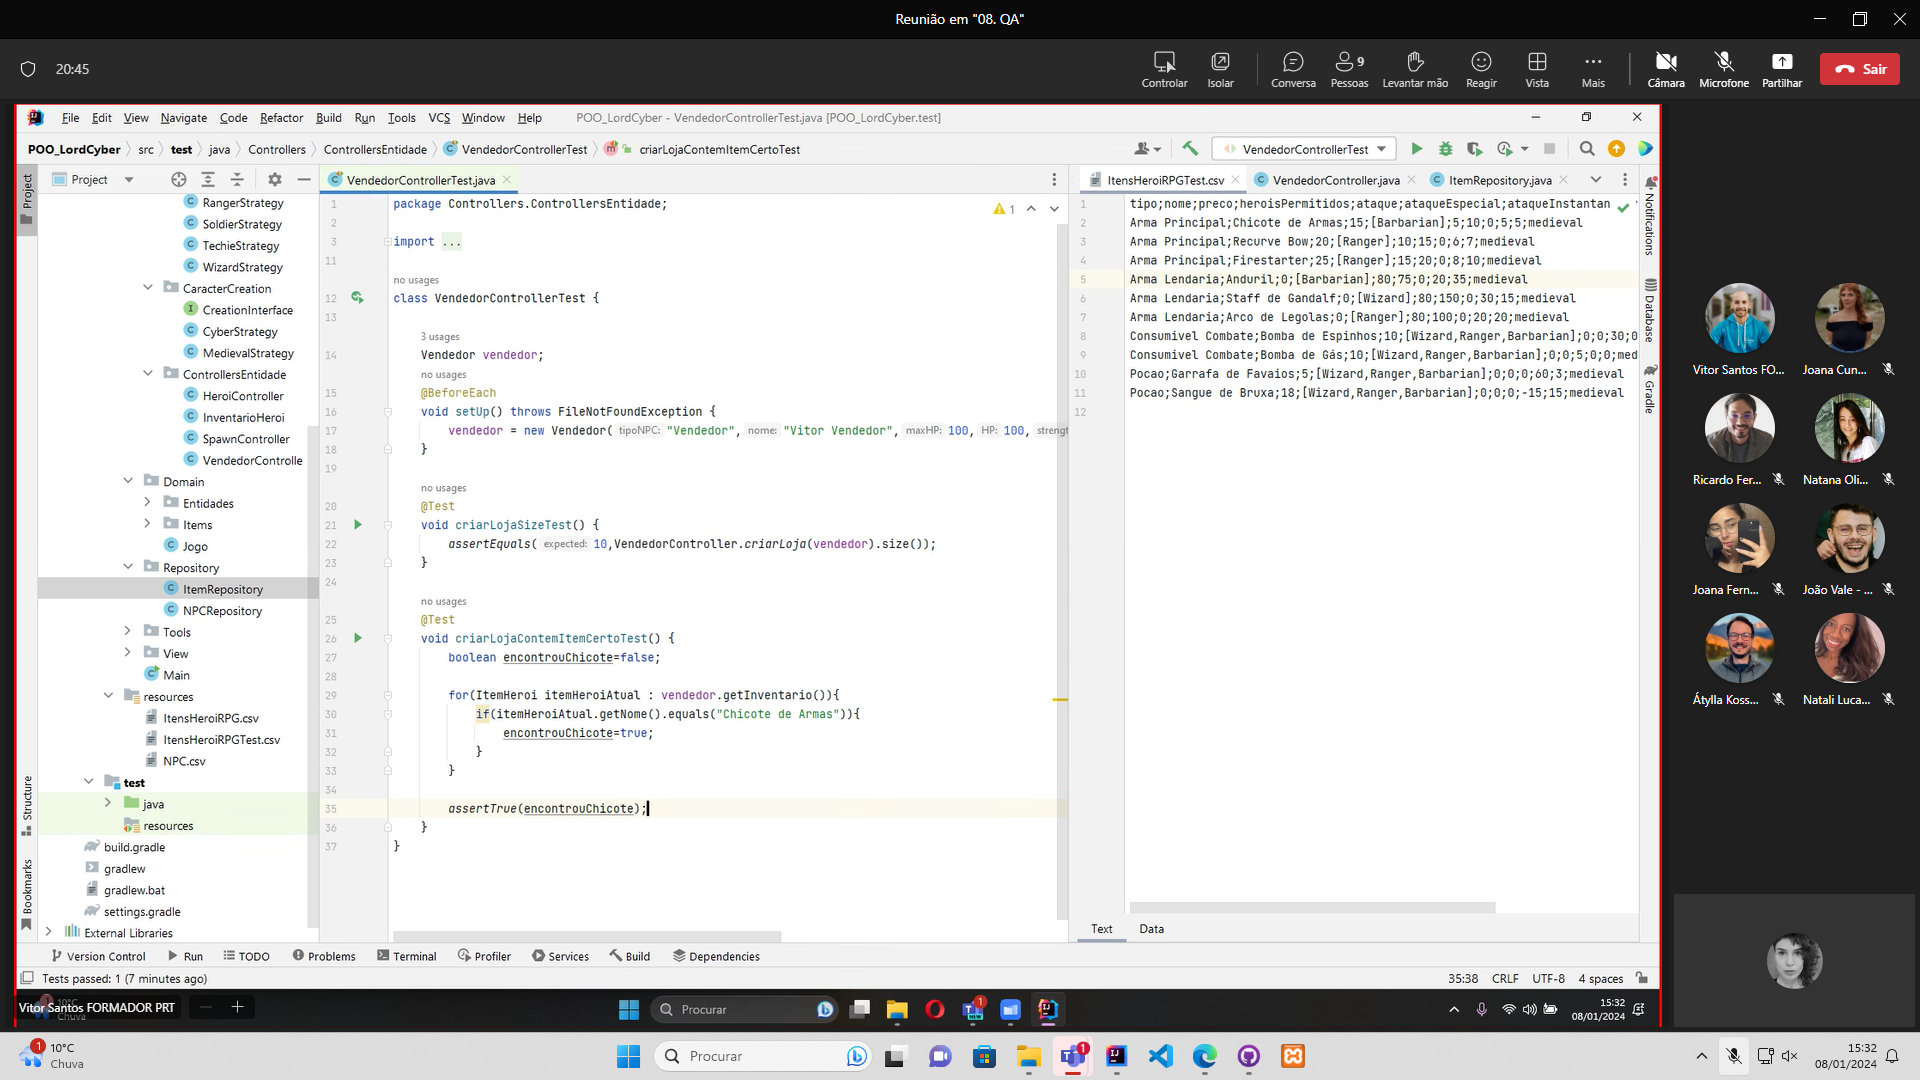 Reunião em "08. QA"
20:45
Controlar
Isolar
Conversa
Pessoas
9
Levantar mão
Reagir
Vista
Mais
Câmara
Microfone
Partilhar
Sair
File Edit View Navigate Code Refactor Build Run Tools VCS Window Help
POO_LordCyber - VendedorControllerTest.java [POO_LordCyber.test]
POO_LordCyber src test java Controllers ControllersEntidade VendedorControllerTest criarLojaContemItemCertoTest
VendedorControllerTest
Project
Project
RangerStrategy
SoldierStrategy
TechieStrategy
WizardStrategy
CaracterCreation
CreationInterface
CyberStrategy
MedievalStrategy
ControllersEntidade
HeroiController
InventarioHeroi
SpawnController
VendedorControlle
Domain
Entidades
Items
Jogo
Repository
ItemRepository
NPCRepository
Tools
View
Main
resources
ItensHeroiRPG.csv
ItensHeroiRPGTest.csv
NPC.csv
test
java
resources
build.gradle
gradlew
gradlew.bat
settings.gradle
External Libraries
Structure
Bookmarks
VendedorControllerTest.java
1 package Controllers.ControllersEntidade;
1
2
3 import ...
11
no usages
12 class VendedorControllerTest {
13
3 usages
14 Vendedor vendedor;
no usages
15 @BeforeEach
16 void setUp() throws FileNotFoundException {
17 vendedor = new Vendedor( tipoNPC: "Vendedor", nome: "Vitor Vendedor", maxHP: 100, HP: 100, strengt
18 }
19
no usages
20 @Test
21 void criarLojaSizeTest() {
22 assertEquals( expected: 10,VendedorController.criarLoja(vendedor).size());
23 }
24
no usages
25 @Test
26 void criarLojaContemItemCertoTest() {
27 boolean encontrouChicote=false;
28
29 for(ItemHeroi itemHeroiAtual : vendedor.getInventario()){
30 if(itemHeroiAtual.getNome().equals("Chicote de Armas")){
31 encontrouChicote=true;
32 }
33 }
34
35 assertTrue(encontrouChicote);
36 }
37 }
ItensHeroiRPGTest.csv VendedorController.java ItemRepository.java
1 tipo;nome;preco;heroisPermitidos;ataque;ataqueEspecial;ataqueInstantan
2 Arma Principal;Chicote de Armas;15;[Barbarian];5;10;0;5;5;medieval
3 Arma Principal;Recurve Bow;20;[Ranger];10;15;0;6;7;medieval
4 Arma Principal;Firestarter;25;[Ranger];15;20;0;8;10;medieval
5 Arma Lendaria;Anduril;0;[Barbarian];80;75;0;20;35;medieval
6 Arma Lendaria;Staff de Gandalf;0;[Wizard];80;150;0;30;15;medieval
7 Arma Lendaria;Arco de Legolas;0;[Ranger];80;100;0;20;20;medieval
8 Consumivel Combate;Bomba de Espinhos;10;[Wizard,Ranger,Barbarian];0;0;30;0
9 Consumivel Combate;Bomba de Gás;10;[Wizard,Ranger,Barbarian];0;0;5;0;0;med
10 Pocao;Garrafa de Favaios;5;[Wizard,Ranger,Barbarian];0;0;0;60;3;medieval
11 Pocao;Sangue de Bruxa;18;[Wizard,Ranger,Barbarian];0;0;0;-15;15;medieval
12
Text Data
Notifications
Database
Gradle
Version Control Run TODO Problems Terminal Profiler Services Build Dependencies
Tests passed: 1 (7 minutes ago)
35:38 CRLF UTF-8 4 spaces
Vitor Santos FORMADOR PRT
10°C
Chuva
Procurar
1
NEW
15:32
08/01/2024
Vitor Santos FO...
Joana Cun...
Ricardo Fer...
Natana Oli...
Joana Fern...
João Vale - ...
Átylla Koss...
Natali Luca...
1
10°C
Chuva
Procurar
1
15:32
08/01/2024